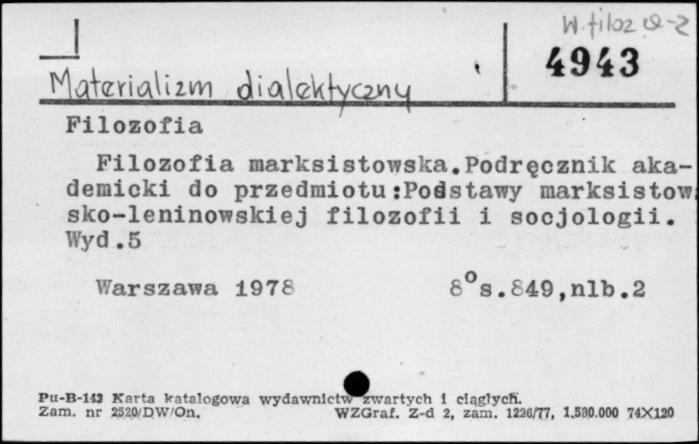 W. filoz
4943
Materializm dialektyczny
Filozofia
Filozofia marksistowska.Podręcznik aka-
demicki do przedmiotu:Podstawy marksistow
sko-leninowskiej filozofii i socjologii.
Wyd.5
Warszawa 1978 8°s.849,nlb.2
Pu-B-143 Karta katalogowa wydawnictw zwartych i ciągłych.
Zam. nr 2520/DW/On. WZGraf. Z-d 2, zam. 1226/77, 1.580.000 74X120